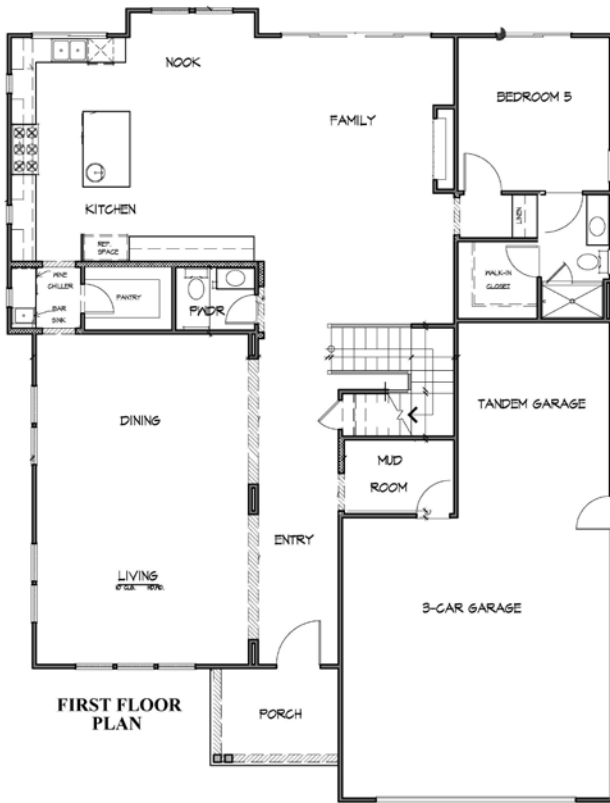 NOOK
BEDROOM 5
FAMILY
KITCHEN
LINEN
REF.
SPACE
WINE
CHILLER
PANTRY
WALK-IN
CLOSET
BAR
SINK
PWDR
TANDEM GARAGE
DINING
MUD
ROOM
ENTRY
LIVING
3-CAR GARAGE
FIRST FLOOR
PLAN
PORCH